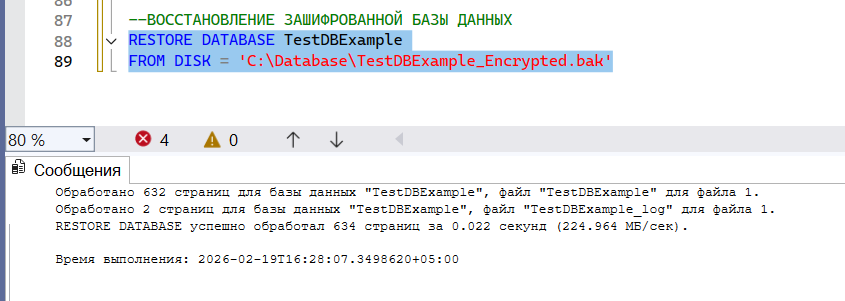 86
87 --ВОССТАНОВЛЕНИЕ ЗАШИФРОВАННОЙ БАЗЫ ДАННЫХ
88 RESTORE DATABASE TestDBExample
89 FROM DISK = 'C:\Database\TestDBExample_Encrypted.bak'
80 % 4 0
Сообщения
Обработано 632 страниц для базы данных "TestDBExample", файл "TestDBExample" для файла 1.
Обработано 2 страниц для базы данных "TestDBExample", файл "TestDBExample_log" для файла 1.
RESTORE DATABASE успешно обработал 634 страниц за 0.022 секунд (224.964 МБ/сек).
Время выполнения: 2026-02-19T16:28:07.3498620+05:00